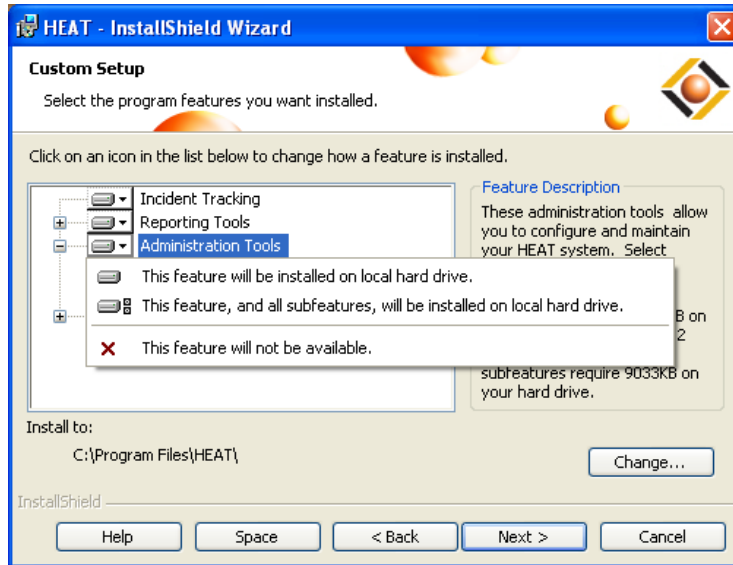 HEAT - InstallShield Wizard
Custom Setup
Select the program features you want installed.
Click on an icon in the list below to change how a feature is installed.
Incident Tracking
Reporting Tools
Administration Tools
This feature will be installed on local hard drive.
This feature, and all subfeatures, will be installed on local hard drive.
This feature will not be available.
Feature Description
These administration tools allow
you to configure and maintain
your HEAT system. Select
B on
2
subfeatures require 9033KB on
your hard drive.
Install to:
C:\Program Files\HEAT\
Change...
InstallShield
Help
Space
< Back
Next >
Cancel